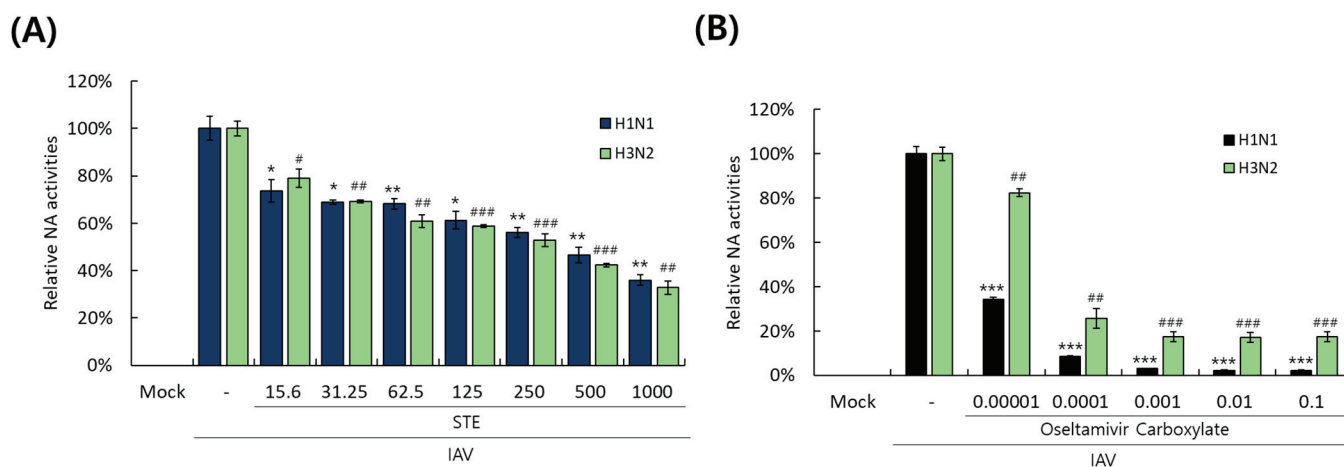 (A)
120%
100%
80%
60%
40%
20%
0%
Relative NA activities
H1N1
H3N2
* # * ## ** ## * ### ** ### ** ### ** ##
Mock - 15.6 31.25 62.5 125 250 500 1000
STE
IAV
(B)
120%
100%
80%
60%
40%
20%
0%
Relative NA activities
H1N1
H3N2
*** ## *** ## *** ### *** ### *** ###
Mock - 0.00001 0.0001 0.001 0.01 0.1
Oseltamivir Carboxylate
IAV